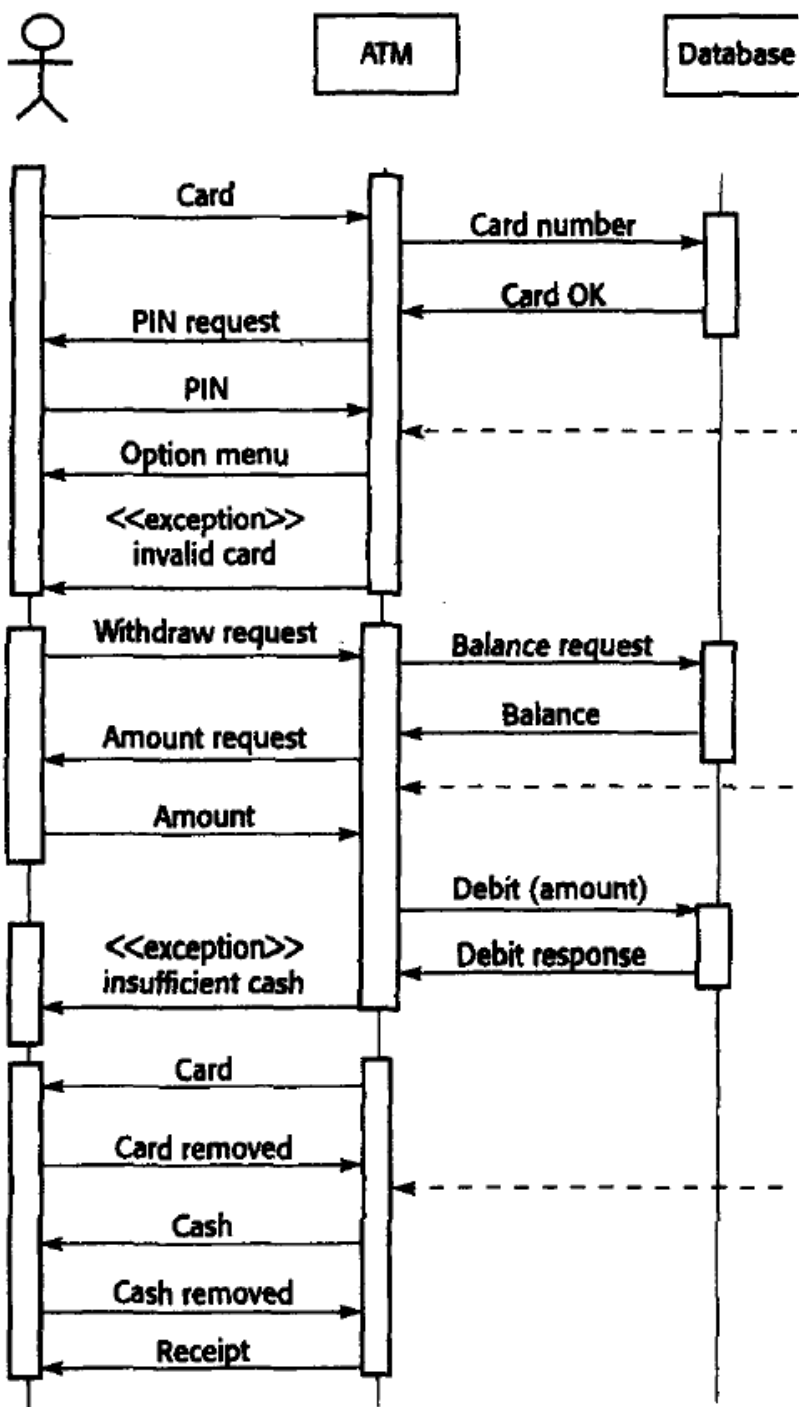 ATM
Database
Card
Card number
Card OK
PIN request
PIN
Option menu
<<exception>>
invalid card
Withdraw request
Balance request
Balance
Amount request
Amount
Debit (amount)
<<exception>>
Debit response
insufficient cash
Card
Card removed
Cash
Cash removed
Receipt